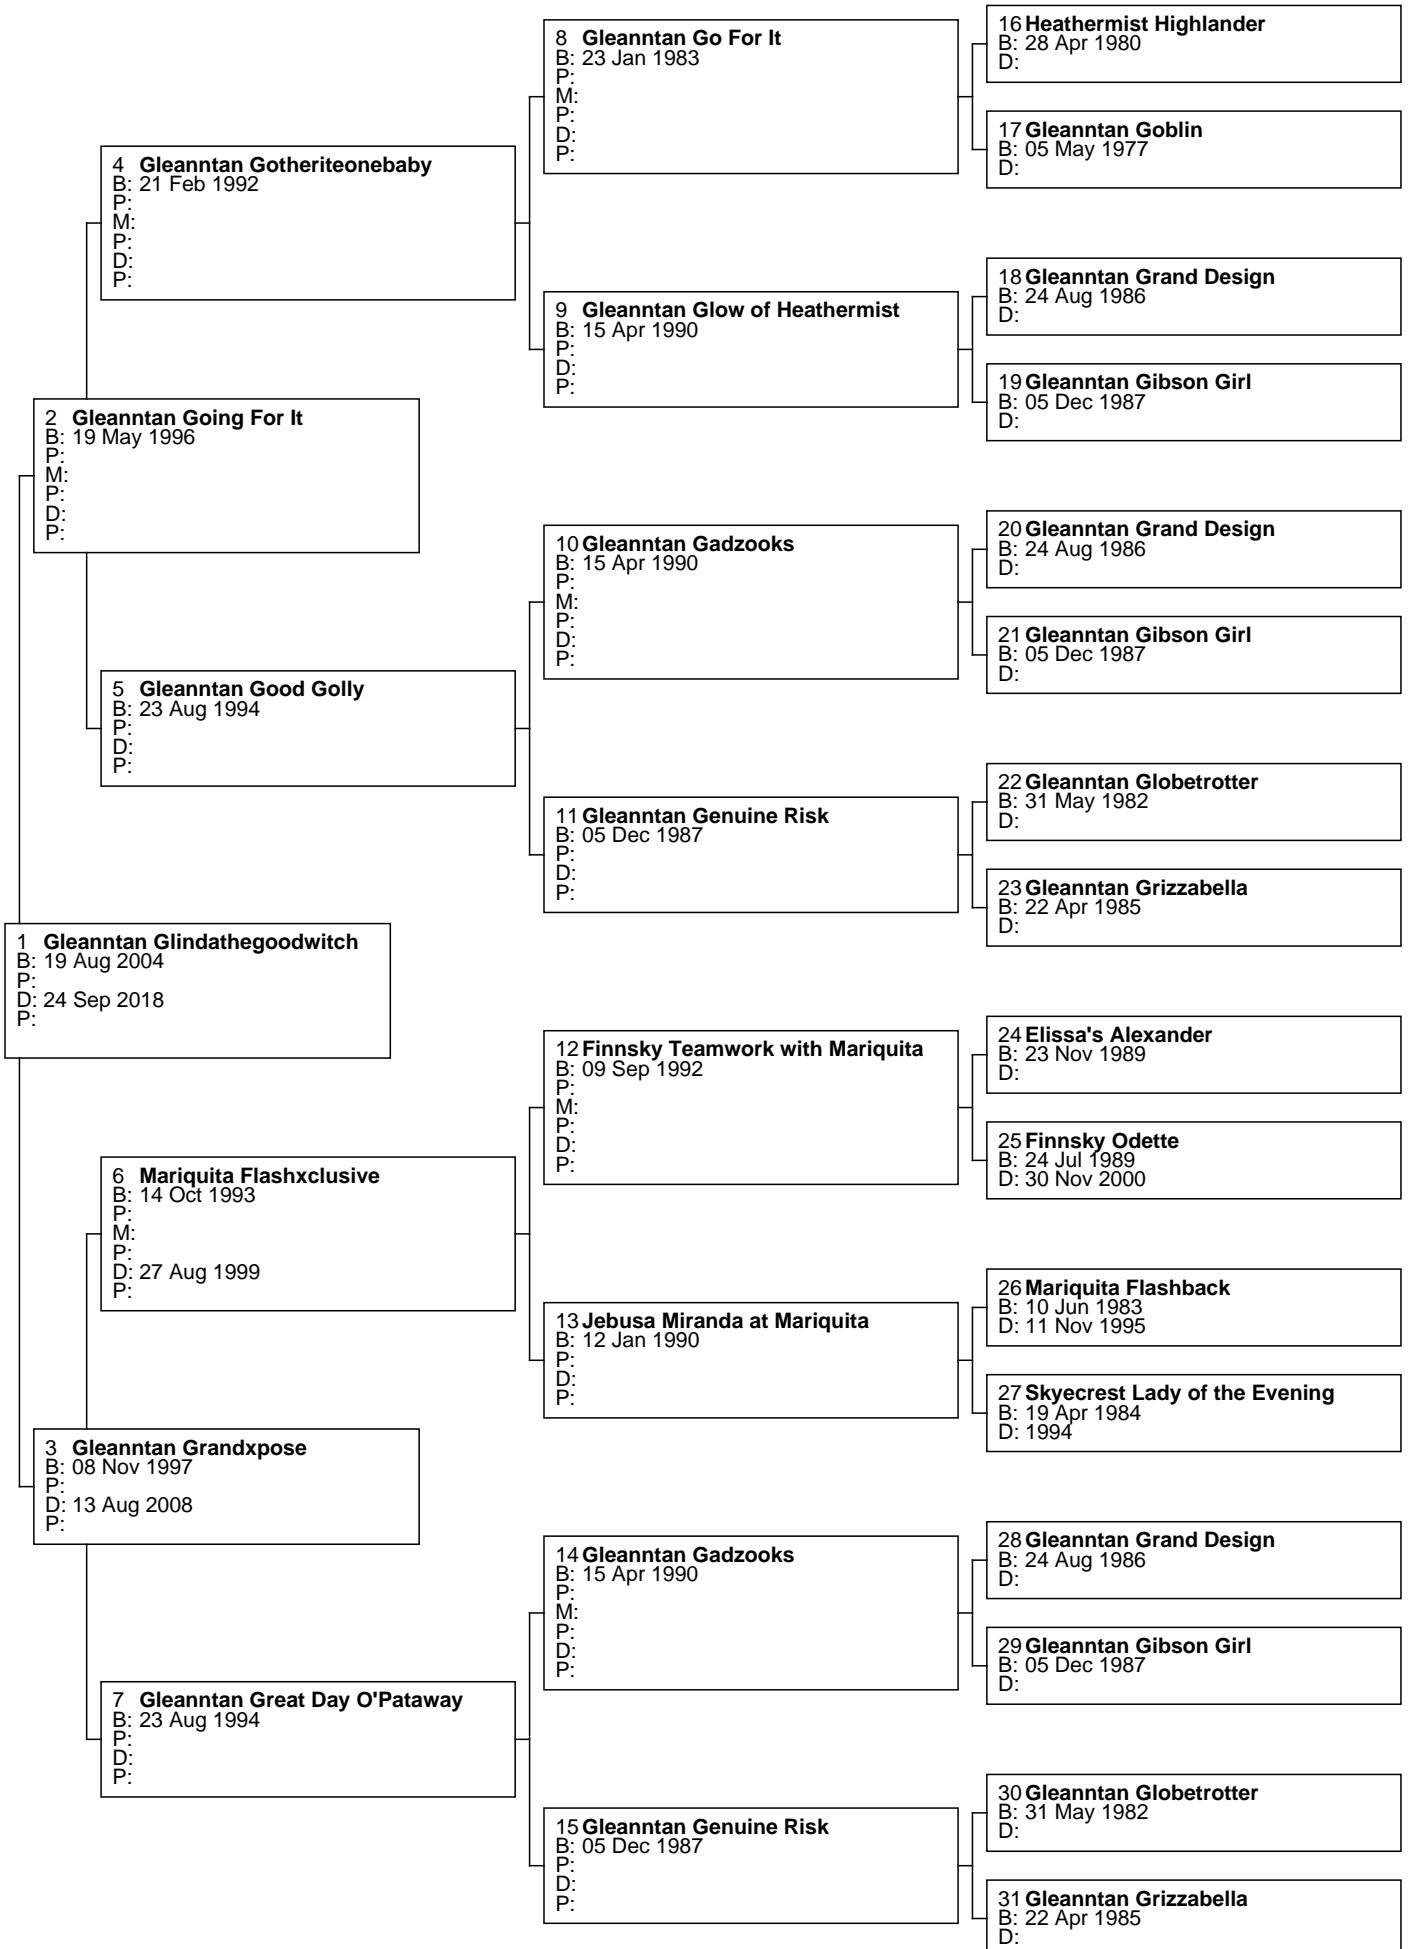 1 Gleanntan Glindathegoodwitch
B: 19 Aug 2004
P:
D: 24 Sep 2018
P:
2 Gleanntan Going For It
B: 19 May 1996
P:
M:
P:
D:
P:
3 Gleanntan Grandxpose
B: 08 Nov 1997
P:
D: 13 Aug 2008
P:
4 Gleanntan Gotheriteonebaby
B: 21 Feb 1992
P:
M:
P:
D:
P:
5 Gleanntan Good Golly
B: 23 Aug 1994
P:
D:
P:
6 Mariquita Flashxclusive
B: 14 Oct 1993
P:
M:
P:
D: 27 Aug 1999
P:
7 Gleanntan Great Day O'Pataway
B: 23 Aug 1994
P:
D:
P:
8 Gleanntan Go For It
B: 23 Jan 1983
P:
M:
P:
D:
P:
9 Gleanntan Glow of Heathermist
B: 15 Apr 1990
P:
D:
P:
10 Gleanntan Gadzooks
B: 15 Apr 1990
P:
M:
P:
D:
P:
11 Gleanntan Genuine Risk
B: 05 Dec 1987
P:
D:
P:
12 Finnsky Teamwork with Mariquita
B: 09 Sep 1992
P:
M:
P:
D:
P:
13 Jebusa Miranda at Mariquita
B: 12 Jan 1990
P:
D:
P:
14 Gleanntan Gadzooks
B: 15 Apr 1990
P:
M:
P:
D:
P:
15 Gleanntan Genuine Risk
B: 05 Dec 1987
P:
D:
P:
16 Heathermist Highlander
B: 28 Apr 1980
D:
17 Gleanntan Goblin
B: 05 May 1977
D:
18 Gleanntan Grand Design
B: 24 Aug 1986
D:
19 Gleanntan Gibson Girl
B: 05 Dec 1987
D:
20 Gleanntan Grand Design
B: 24 Aug 1986
D:
21 Gleanntan Gibson Girl
B: 05 Dec 1987
D:
22 Gleanntan Globetrotter
B: 31 May 1982
D:
23 Gleanntan Grizzabella
B: 22 Apr 1985
D:
24 Elissa's Alexander
B: 23 Nov 1989
D:
25 Finnsky Odette
B: 24 Jul 1989
D: 30 Nov 2000
26 Mariquita Flashback
B: 10 Jun 1983
D: 11 Nov 1995
27 Skyecrest Lady of the Evening
B: 19 Apr 1984
D: 1994
28 Gleanntan Grand Design
B: 24 Aug 1986
D:
29 Gleanntan Gibson Girl
B: 05 Dec 1987
D:
30 Gleanntan Globetrotter
B: 31 May 1982
D:
31 Gleanntan Grizzabella
B: 22 Apr 1985
D: